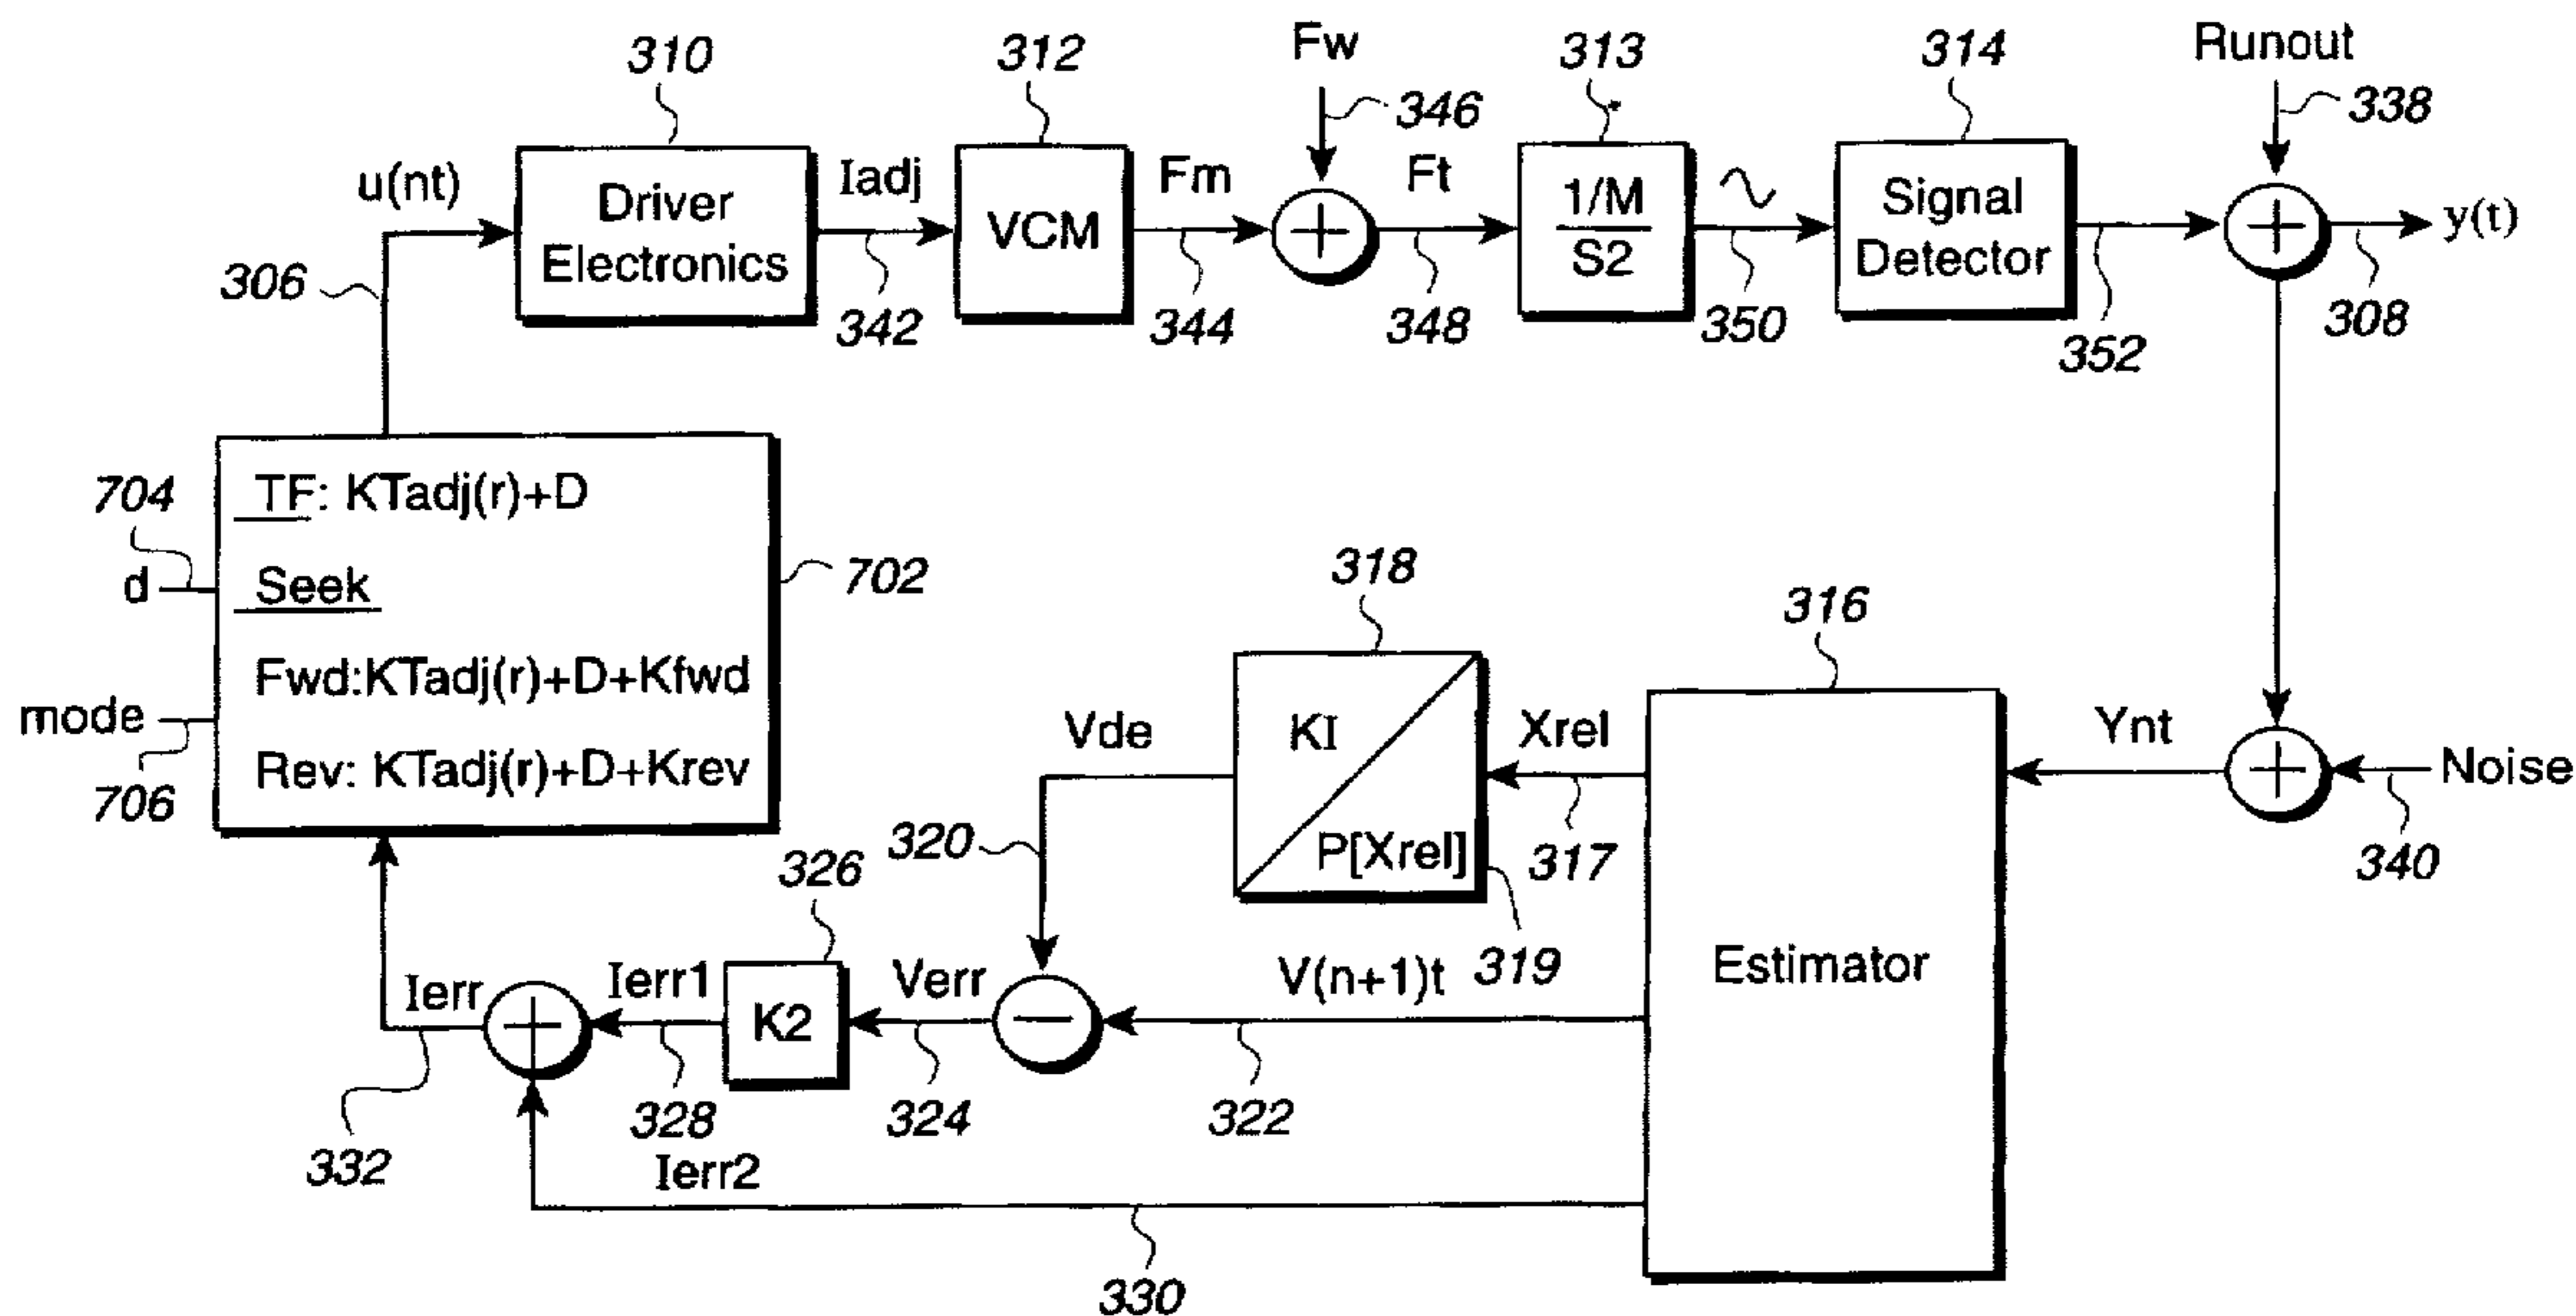 310
312
Fw
346
313
314
Runout
338
u(nt)
Driver
Electronics
Iadj
VCM
Fm
+
Ft
1/M
S2
Signal
Detector
+
y(t)
306
342
344
348
350
352
308
TF: KTadj(r)+D
704
d
Seek
702
Fwd:KTadj(r)+D+Kfwd
mode
706
Rev: KTadj(r)+D+Krev
318
316
Vde
KI
P[Xrel]
Xrel
317
319
320
Ynt
+
Noise
340
Estimator
326
Ierr
+
Ierr1
K2
Verr
−
V(n+1)t
332
328
324
322
Ierr2
330